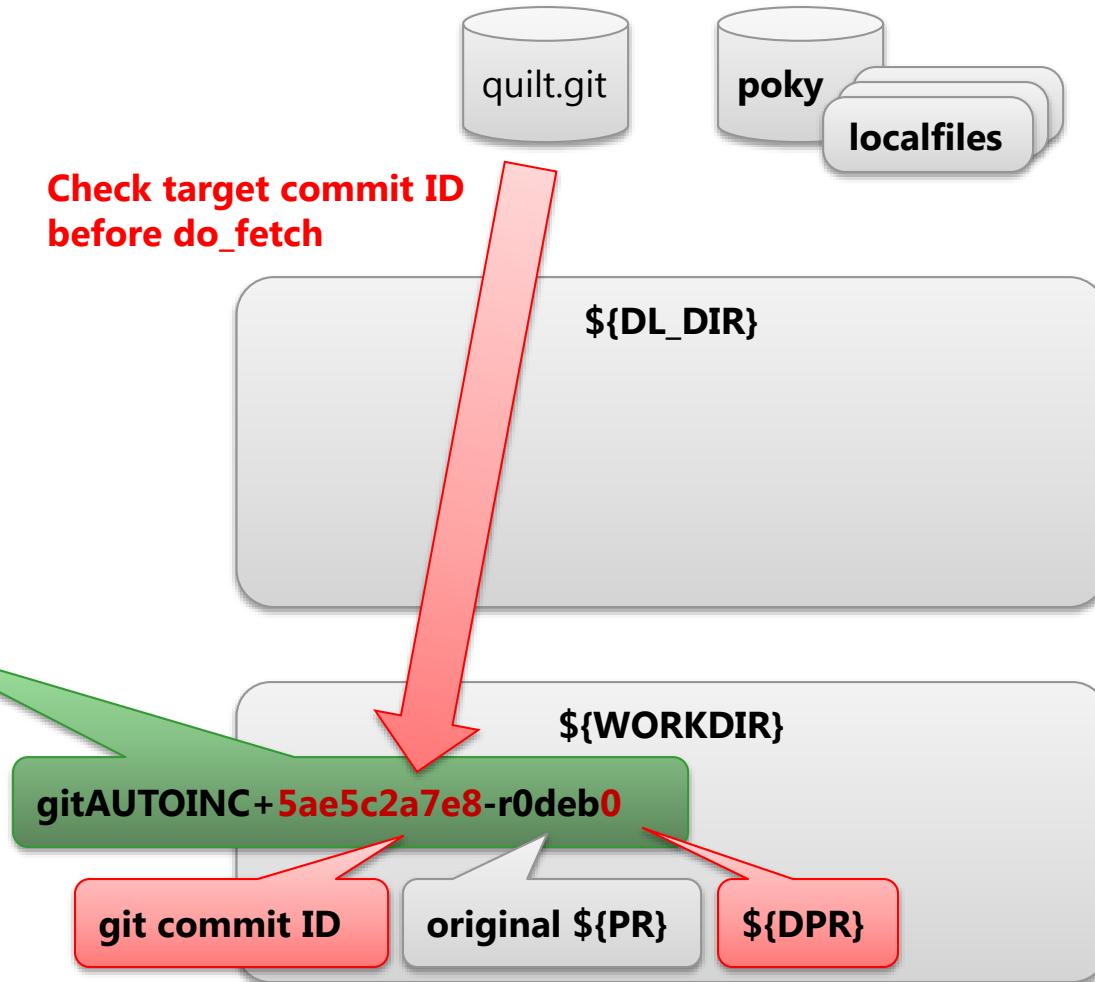 quilt.git
poky
localfiles
Check target commit ID
before do_fetch
${DL_DIR}
${WORKDIR}
gitAUTOINC+5ae5c2a7e8-r0deb0
git commit ID
original ${PR}
${DPR}